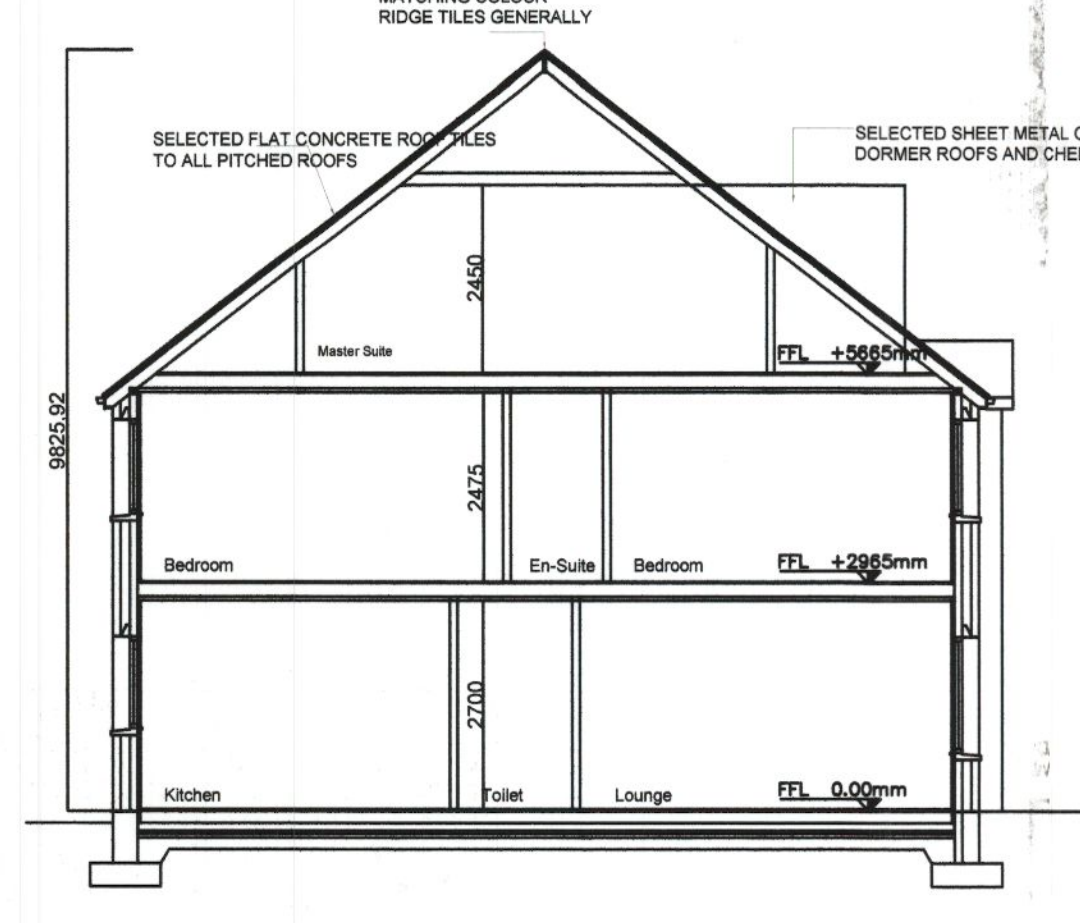 MATCHING COLOUR
RIDGE TILES GENERALLY
SELECTED FLAT CONCRETE ROOF TILES
TO ALL PITCHED ROOFS
SELECTED SHEET METAL
DORMER ROOFS AND
2450
Master Suite
FFL +5665mm
9825,92
2475
Bedroom
En-Suite
Bedroom
FFL +2965mm
2700
Kitchen
Toilet
Lounge
FFL 0.00mm